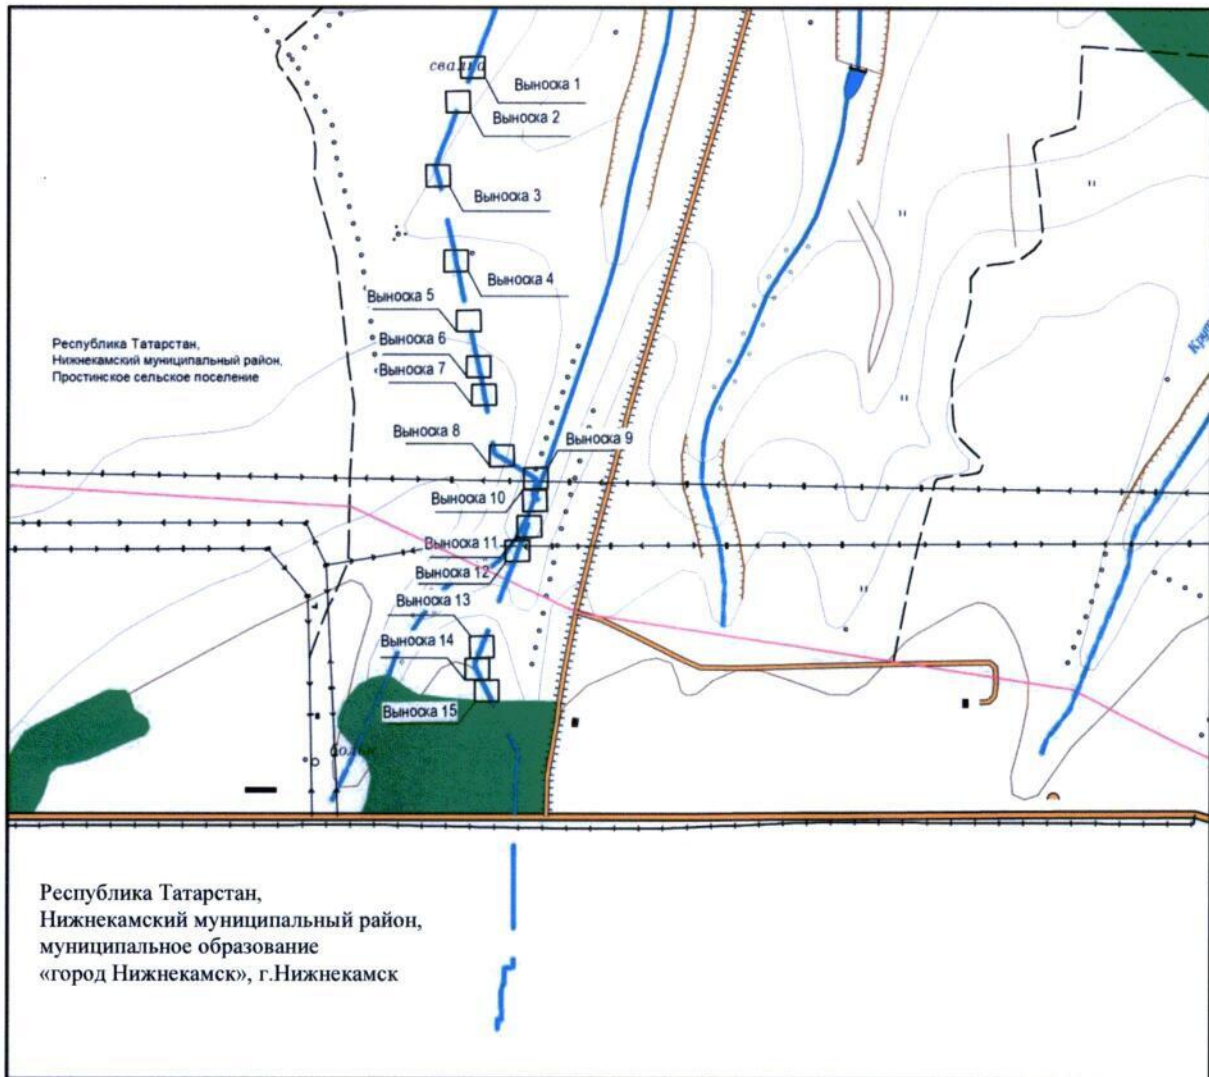 свалка
Выноска 1
Выноска 2
Выноска 3
Выноска 4
Выноска 5
Республика Татарстан,
Нижнекамский муниципальный район,
Простинское сельское поселение
Выноска 6
Выноска 7
Выноска 8
Выноска 9
Выноска 10
Выноска 11
Выноска 12
Выноска 13
Выноска 14
Выноска 15
Республика Татарстан,
Нижнекамский муниципальный район,
муниципальное образование
«город Нижнекамск», г.Нижнекамск